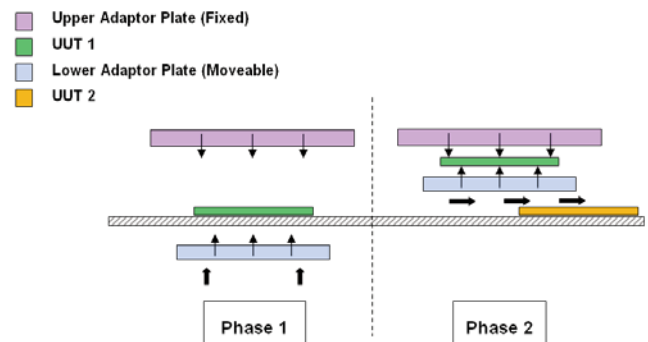 Upper Adaptor Plate (Fixed)
UUT 1
Lower Adaptor Plate (Moveable)
UUT 2
Phase 1
Phase 2